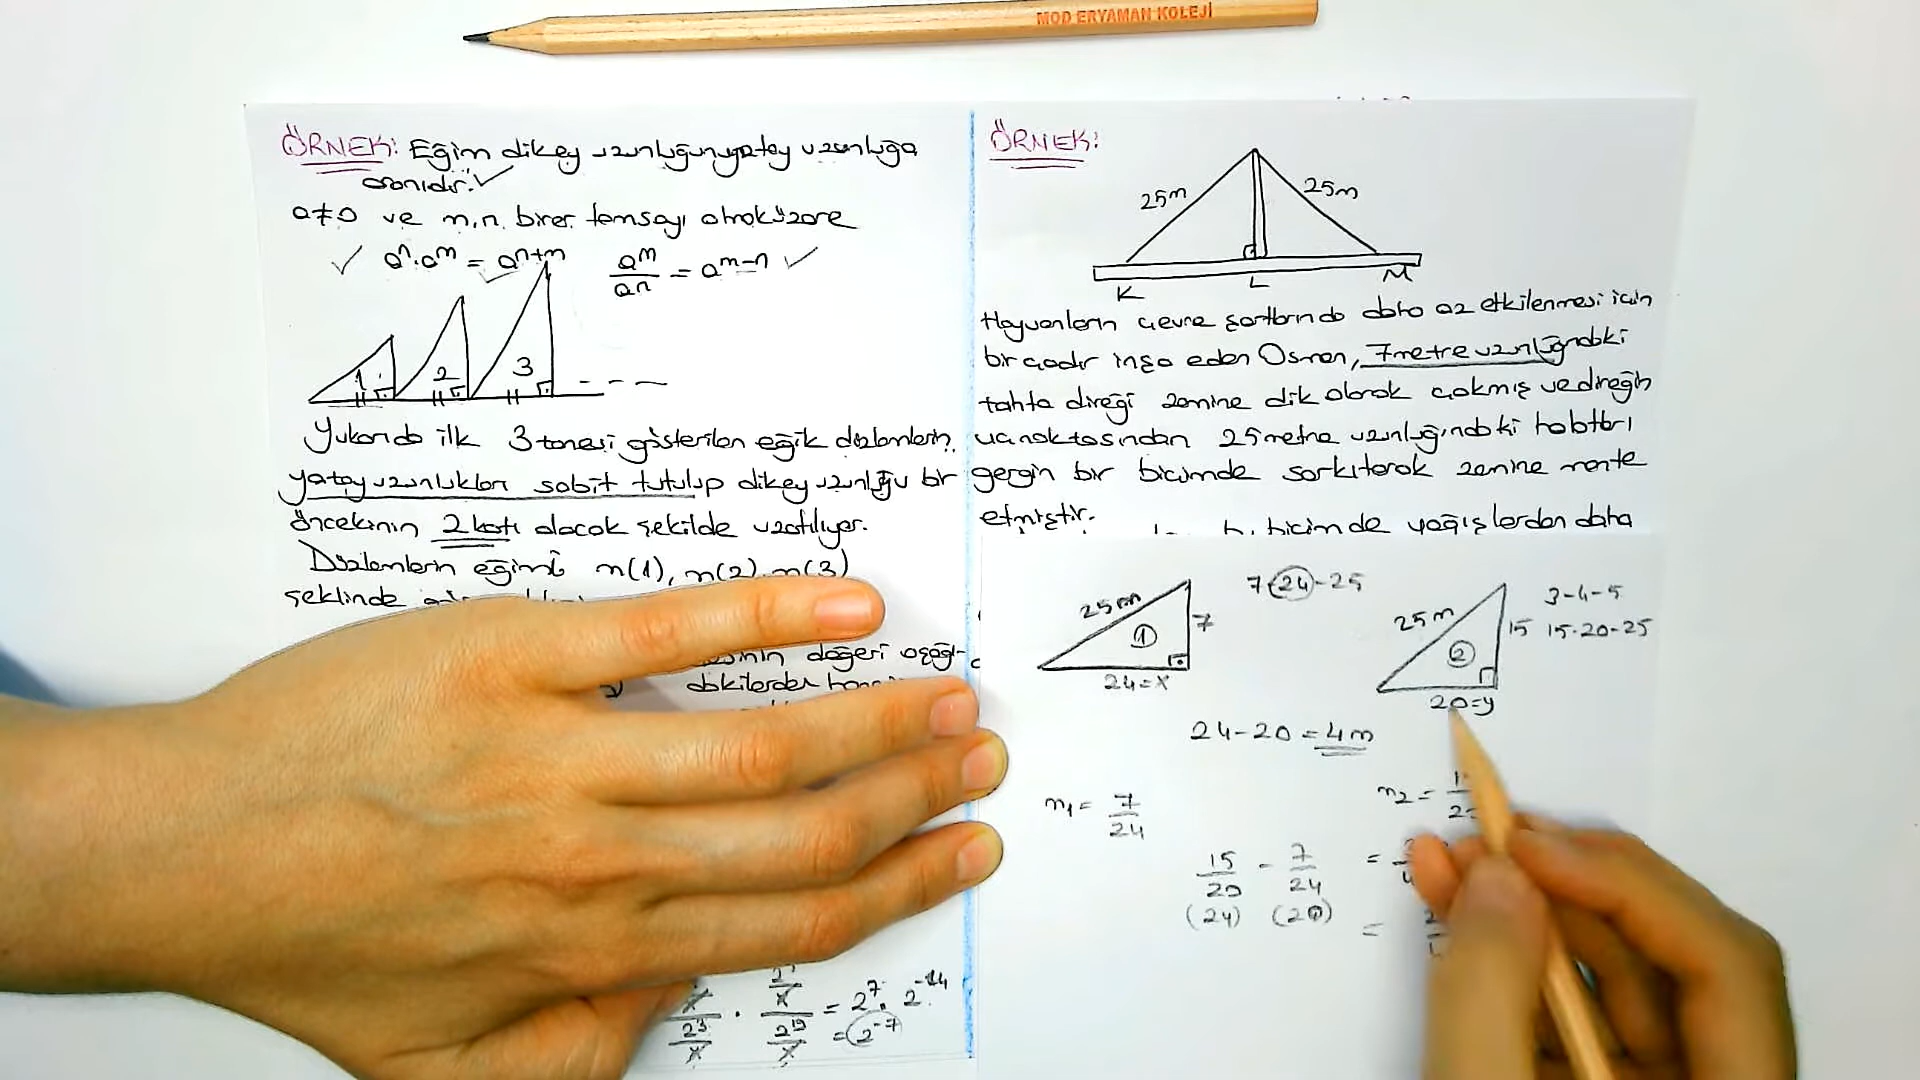 MOD ERYAMAN KOLEJİ
ÖRNEK: Eğim dikey uzunluğun yatay uzunluğa
oranıdır.
a≠0 ve m,n birer tamsayı olmak üzere
aⁿ.aᵐ = aⁿ⁺ᵐ aᵐ/aⁿ = aᵐ⁻ⁿ
1 2 3
Yukarıda ilk 3 tanesi gösterilen eğik düzlemlerin
yatay uzunlukları sabit tutulup dikey uzunluğu bir
öncekinin 2 katı olacak şekilde uzatılıyor.
Düzlemlerin eğimi m(1), m(2), m(3)
şeklinde
değeri aşağı-
dakilerden
= 2⁷ . 2⁻¹⁴
= 2⁻⁷
ÖRNEK:
25m 25m
K L M
Hayvanların çevre şartlarında daha az etkilenmesi için
bir çadır inşa eden Osman, 7 metre uzunluğundaki
tahta direği zemine dik olarak çakmış ve direğin
uç noktasından 25 metre uzunluğındaki halatları
gergin bir biçimde sarkıtarak zemine monte
etmiştir.
biçimde yağışlardan daha
25m 1 7 24=x
7-24-25
25m 2 15 20=y
3-4-5
15-20-25
24-20=4m
m₁ = 7/24
m₂ =
15/20 - 7/24 =
(24) (20) =